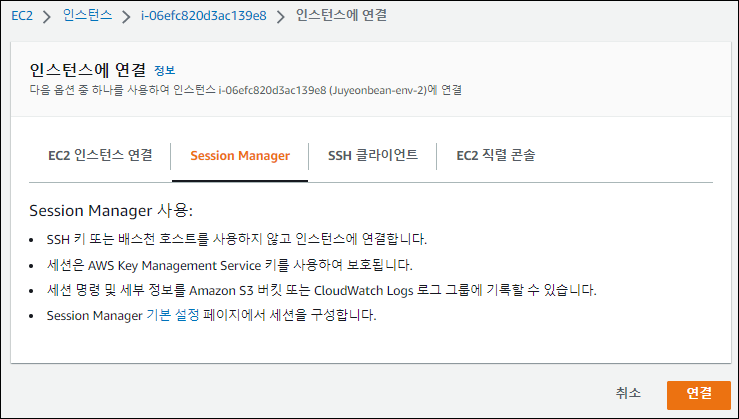 EC2 > 인스턴스 > i-06efc820d3ac139e8 > 인스턴스에 연결
인스턴스에 연결 정보
다음 옵션 중 하나를 사용하여 인스턴스 i-06efc820d3ac139e8 (Juyeonbean-env-2)에 연결
EC2 인스턴스 연결 Session Manager SSH 클라이언트 EC2 직렬 콘솔
Session Manager 사용:
• SSH 키 또는 배스천 호스트를 사용하지 않고 인스턴스에 연결합니다.
• 세션은 AWS Key Management Service 키를 사용하여 보호됩니다.
• 세션 명령 및 세부 정보를 Amazon S3 버킷 또는 CloudWatch Logs 로그 그룹에 기록할 수 있습니다.
• Session Manager 기본 설정 페이지에서 세션을 구성합니다.
취소 연결